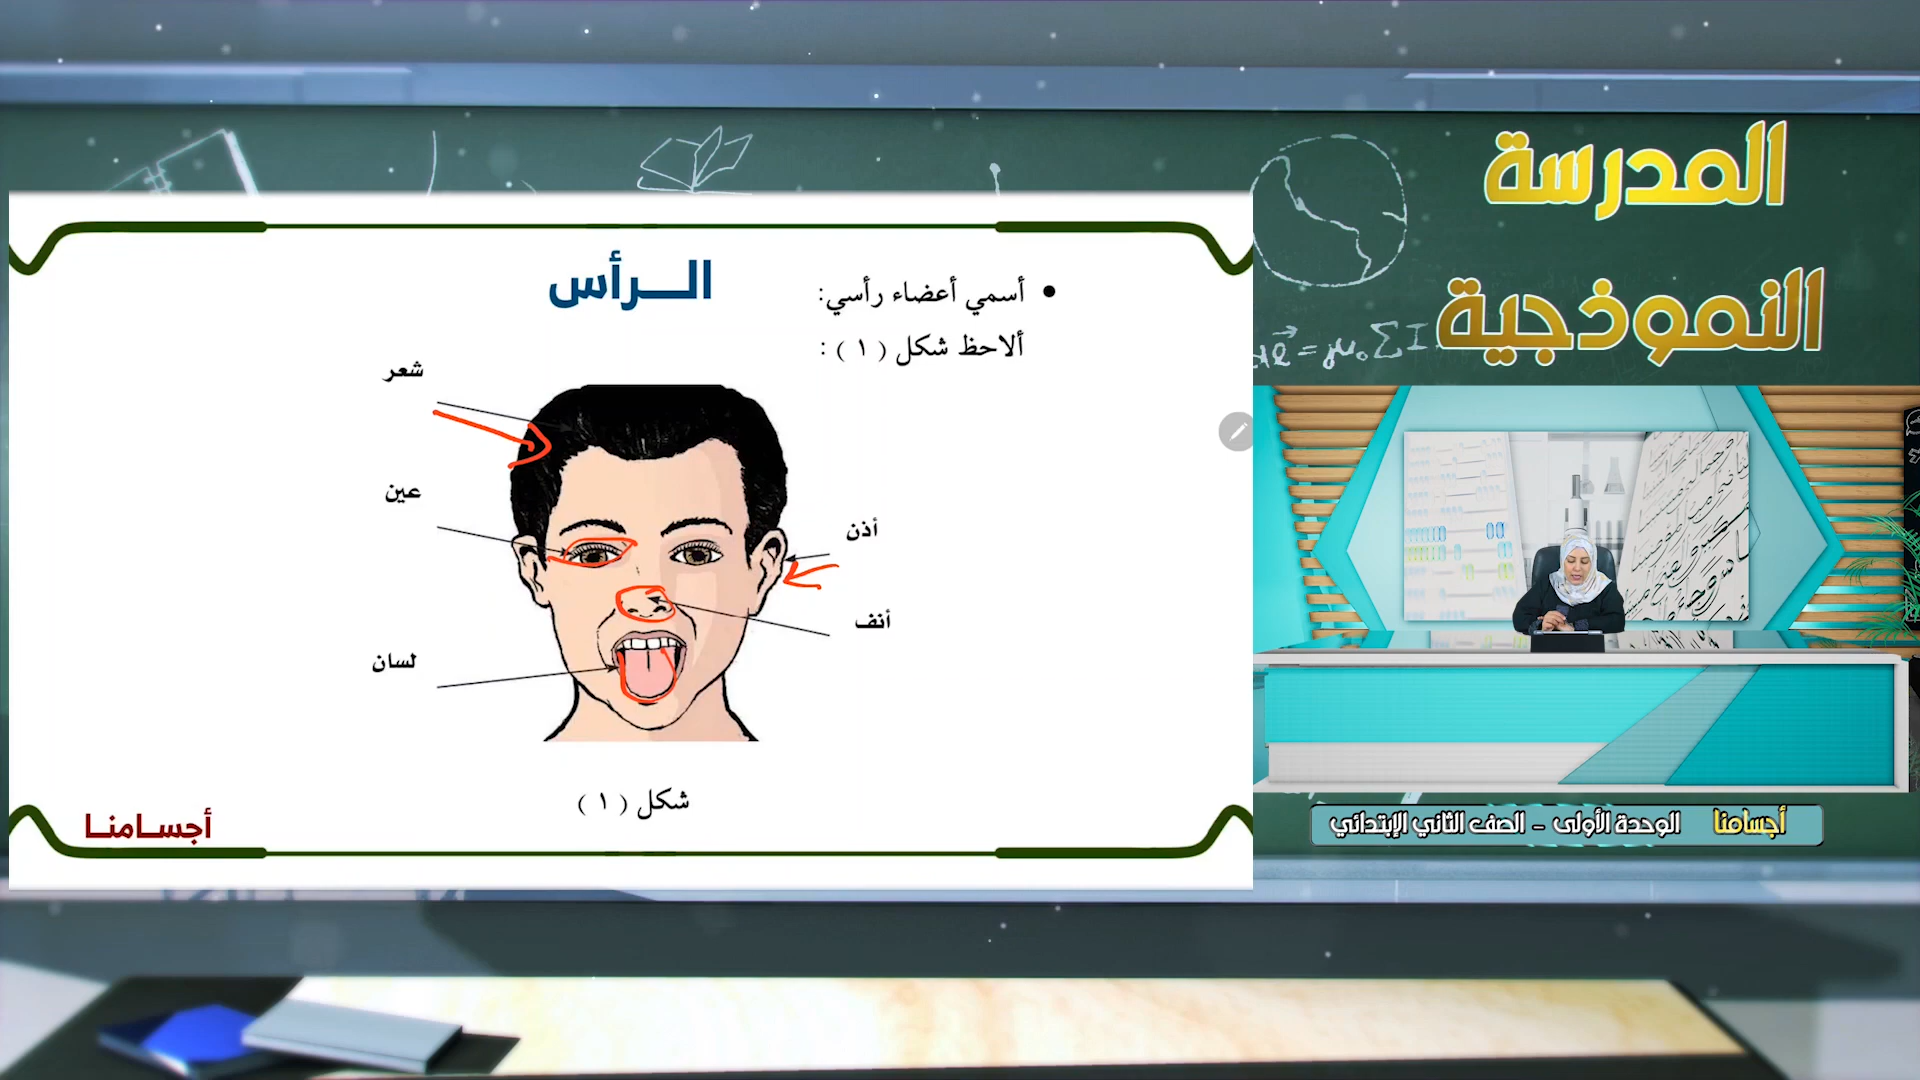 المدرسة
النموذجية
الـــرأس
• أسمي أعضاء رأسي:
ألاحظ شكل ( ١ ) :
شعر
عين
أذن
أنف
لسان
شكل ( ١ )
أجسامنا
أجسامنا الوحدة الأولى - الصف الثاني الإبتدائي